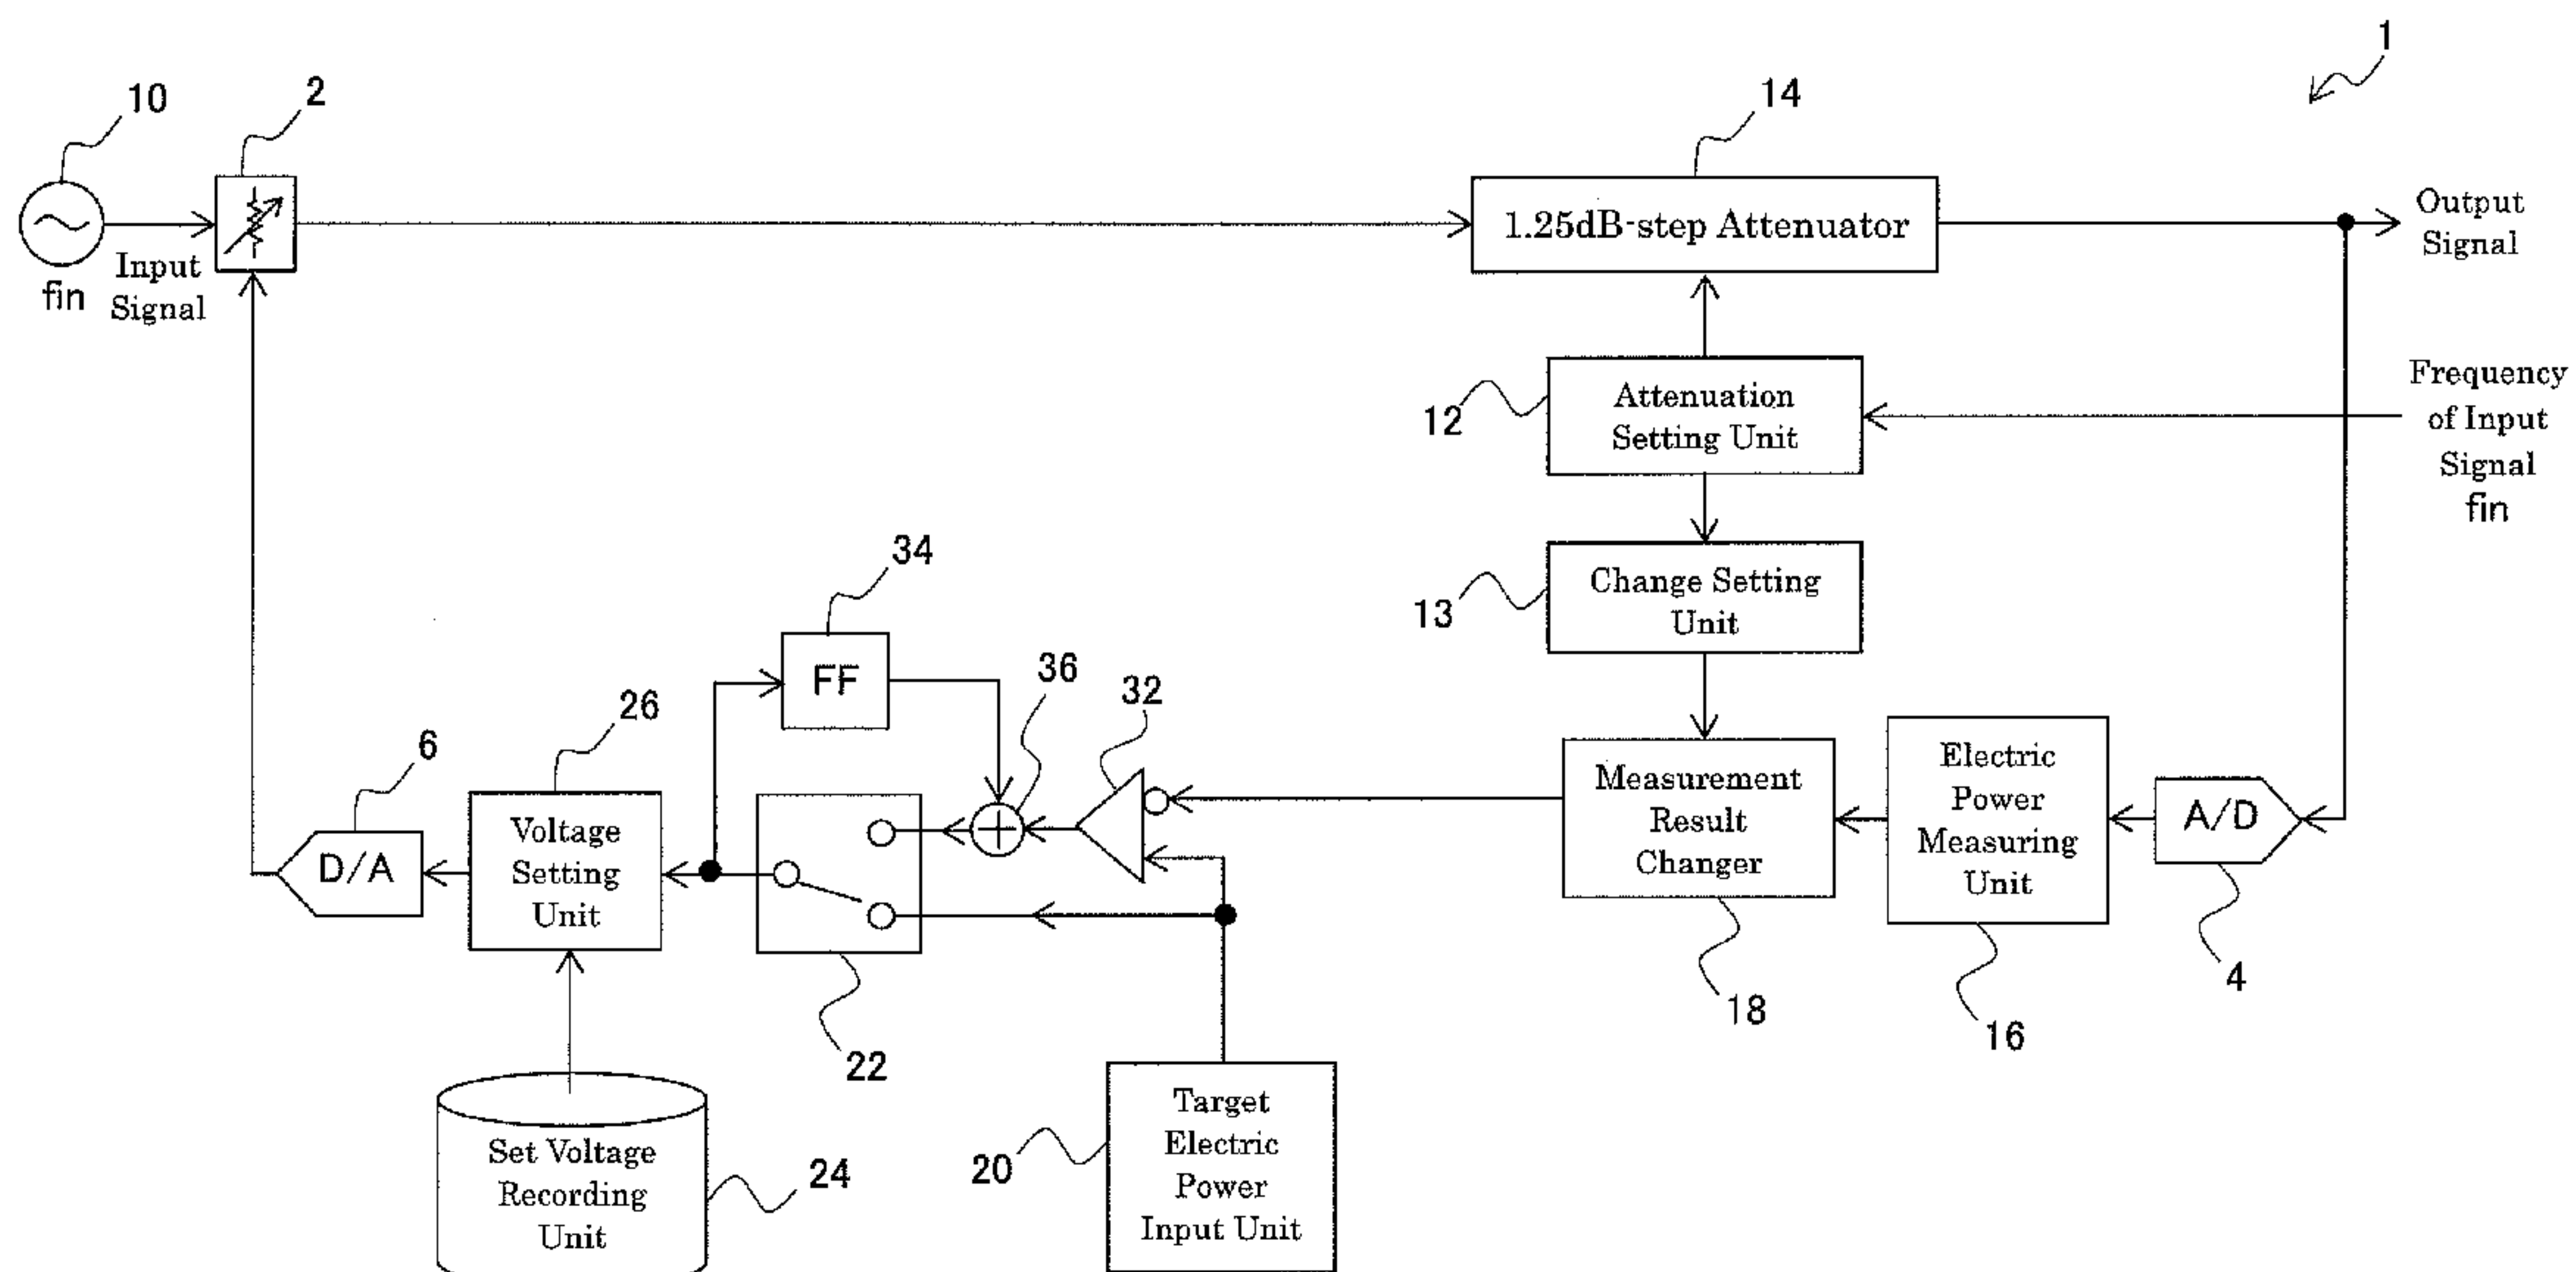 1
10
2
14
1.25dB-step Attenuator
Output
Signal
Input
Signal
fin
Frequency
of Input
Signal
fin
12
Attenuation
Setting Unit
13
Change Setting
Unit
34
FF
36
32
26
6
D/A
Voltage
Setting
Unit
22
Measurement
Result
Changer
18
Electric
Power
Measuring
Unit
16
A/D
4
Set Voltage
Recording
Unit
24
20
Target
Electric
Power
Input Unit